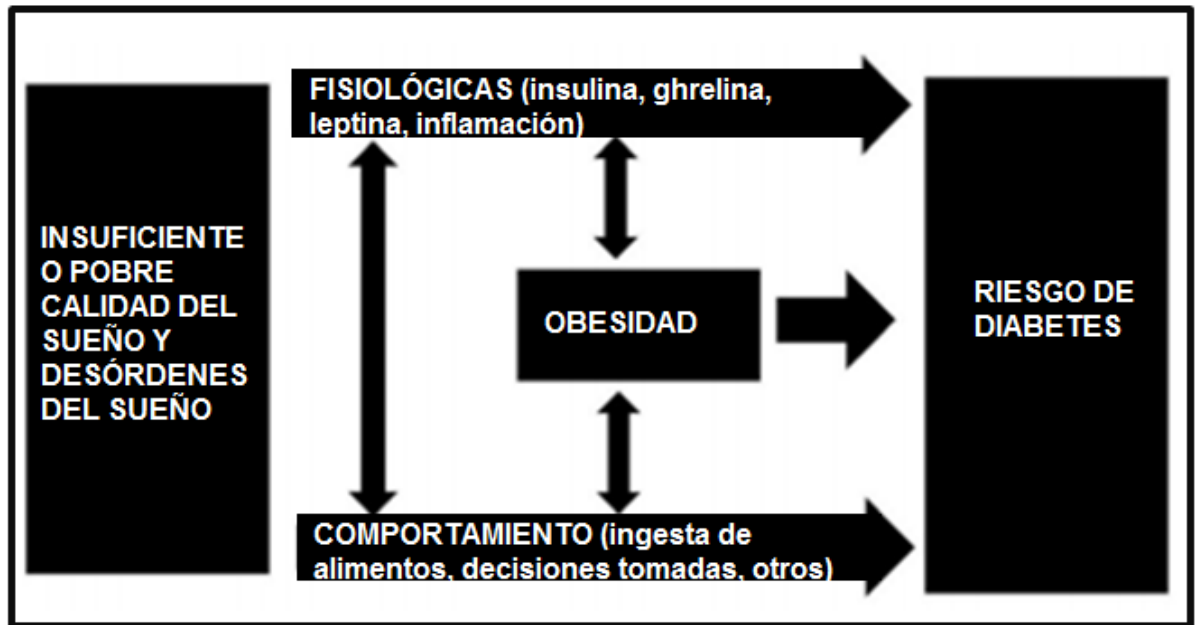 FISIOLÓGICAS (insulina, ghrelina,
leptina, inflamación)
INSUFICIENTE
O POBRE
CALIDAD DEL
SUEÑO Y
DESÓRDENES
DEL SUEÑO
OBESIDAD
RIESGO DE
DIABETES
COMPORTAMIENTO (ingesta de
alimentos, decisiones tomadas, otros)